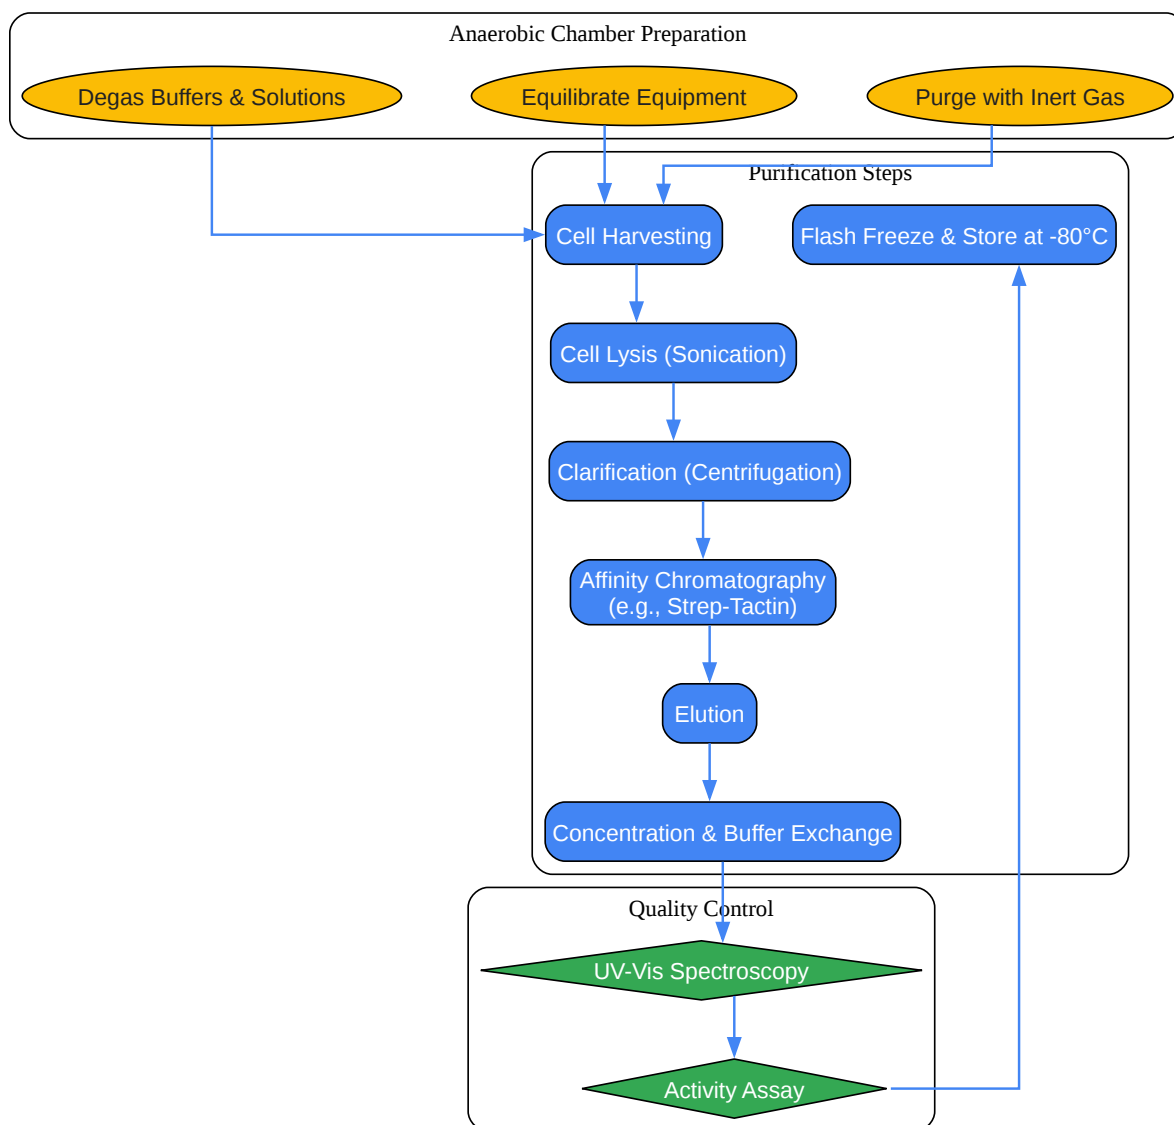 Anaerobic Chamber Preparation
Degas Buffers & Solutions
Equilibrate Equipment
Purge with Inert Gas
Purification Steps
Cell Harvesting
Flash Freeze & Store at -80°C
Cell Lysis (Sonication)
Clarification (Centrifugation)
Affinity Chromatography
(e.g., Strep-Tactin)
Elution
Concentration & Buffer Exchange
Quality Control
UV-Vis Spectroscopy
Activity Assay